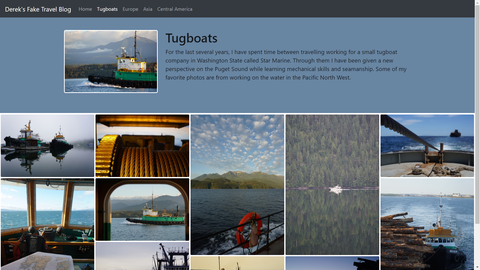 Derek's Fake Travel Blog Home Tugboats Europe Asia Central America
Tugboats
For the last several years, I have spent time between travelling working for a small tugboat
company in Washington State called Star Marine. Through them I have been given a new
perspective on the Puget Sound while learning mechanical skills and seamanship. Some of my
favorite photos are from working on the water in the Pacific North West.